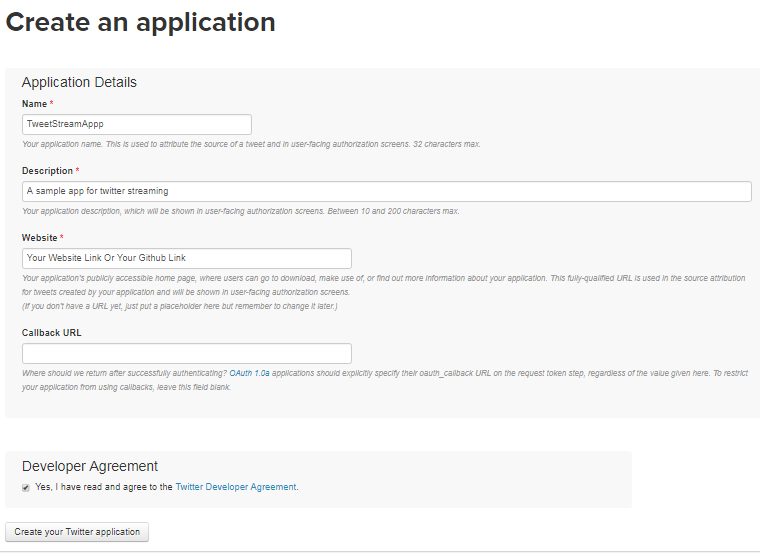 Create an application
Application Details
Name *
TweetStreamAppp
Your application name. This is used to attribute the source of a tweet and in user-facing authorization screens. 32 characters max.
Description *
A sample app for twitter streaming
Your application description, which will be shown in user-facing authorization screens. Between 10 and 200 characters max.
Website *
Your Website Link Or Your Github Link
Your application's publicly accessible home page, where users can go to download, make use of, or find out more information about your application. This fully-qualified URL is used in the source attribution
for tweets created by your application and will be shown in user-facing authorization screens.
(If you don't have a URL yet, just put a placeholder here but remember to change it later.)
Callback URL
Where should we return after successfully authenticating? OAuth 1.0a applications should explicitly specify their oauth_callback URL on the request token step, regardless of the value given here. To restrict
your application from using callbacks, leave this field blank.
Developer Agreement
Yes, I have read and agree to the Twitter Developer Agreement.
Create your Twitter application